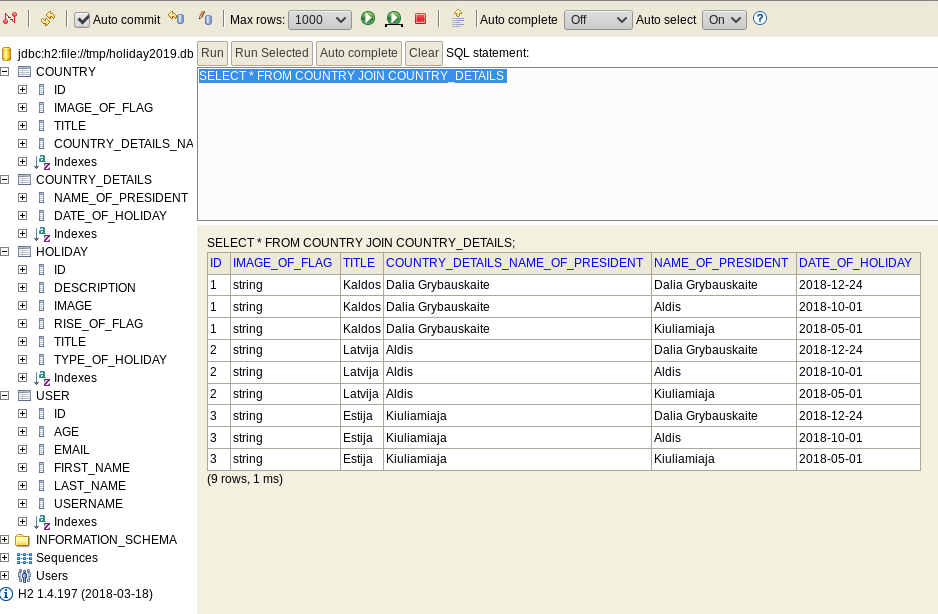 Auto commit Max rows: 1000 Auto complete Off Auto select On
jdbc:h2:file://tmp/holiday2019.db
COUNTRY
ID
IMAGE_OF_FLAG
TITLE
COUNTRY_DETAILS_NA
Indexes
COUNTRY_DETAILS
NAME_OF_PRESIDENT
DATE_OF_HOLIDAY
Indexes
HOLIDAY
ID
DESCRIPTION
IMAGE
RISE_OF_FLAG
TITLE
TYPE_OF_HOLIDAY
Indexes
USER
ID
AGE
EMAIL
FIRST_NAME
LAST_NAME
USERNAME
Indexes
INFORMATION_SCHEMA
Sequences
Users
H2 1.4.197 (2018-03-18)
Run Run Selected Auto complete Clear SQL statement:
SELECT * FROM COUNTRY JOIN COUNTRY_DETAILS
SELECT * FROM COUNTRY JOIN COUNTRY_DETAILS;
ID IMAGE_OF_FLAG TITLE COUNTRY_DETAILS_NAME_OF_PRESIDENT NAME_OF_PRESIDENT DATE_OF_HOLIDAY
1 string Kaldos Dalia Grybauskaite Dalia Grybauskaite 2018-12-24
1 string Kaldos Dalia Grybauskaite Aldis 2018-10-01
1 string Kaldos Dalia Grybauskaite Kiuliamiaja 2018-05-01
2 string Latvija Aldis Dalia Grybauskaite 2018-12-24
2 string Latvija Aldis Aldis 2018-10-01
2 string Latvija Aldis Kiuliamiaja 2018-05-01
3 string Estija Kiuliamiaja Dalia Grybauskaite 2018-12-24
3 string Estija Kiuliamiaja Aldis 2018-10-01
3 string Estija Kiuliamiaja Kiuliamiaja 2018-05-01
(9 rows, 1 ms)